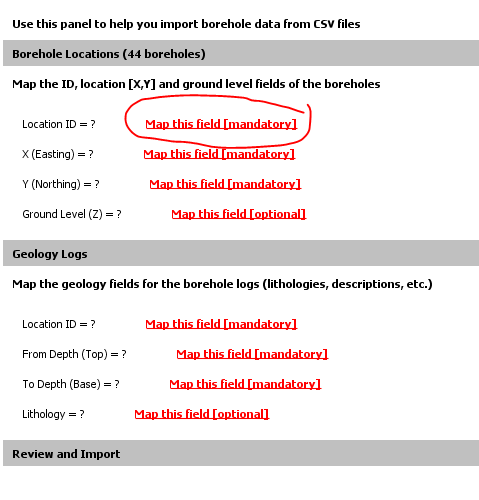 Use this panel to help you import borehole data from CSV files
Borehole Locations (44 boreholes)
Map the ID, location [X,Y] and ground level fields of the boreholes
Location ID = ? Map this field [mandatory]
X (Easting) = ? Map this field [mandatory]
Y (Northing) = ? Map this field [mandatory]
Ground Level (Z) = ? Map this field [optional]
Geology Logs
Map the geology fields for the borehole logs (lithologies, descriptions, etc.)
Location ID = ? Map this field [mandatory]
From Depth (Top) = ? Map this field [mandatory]
To Depth (Base) = ? Map this field [mandatory]
Lithology = ? Map this field [optional]
Review and Import